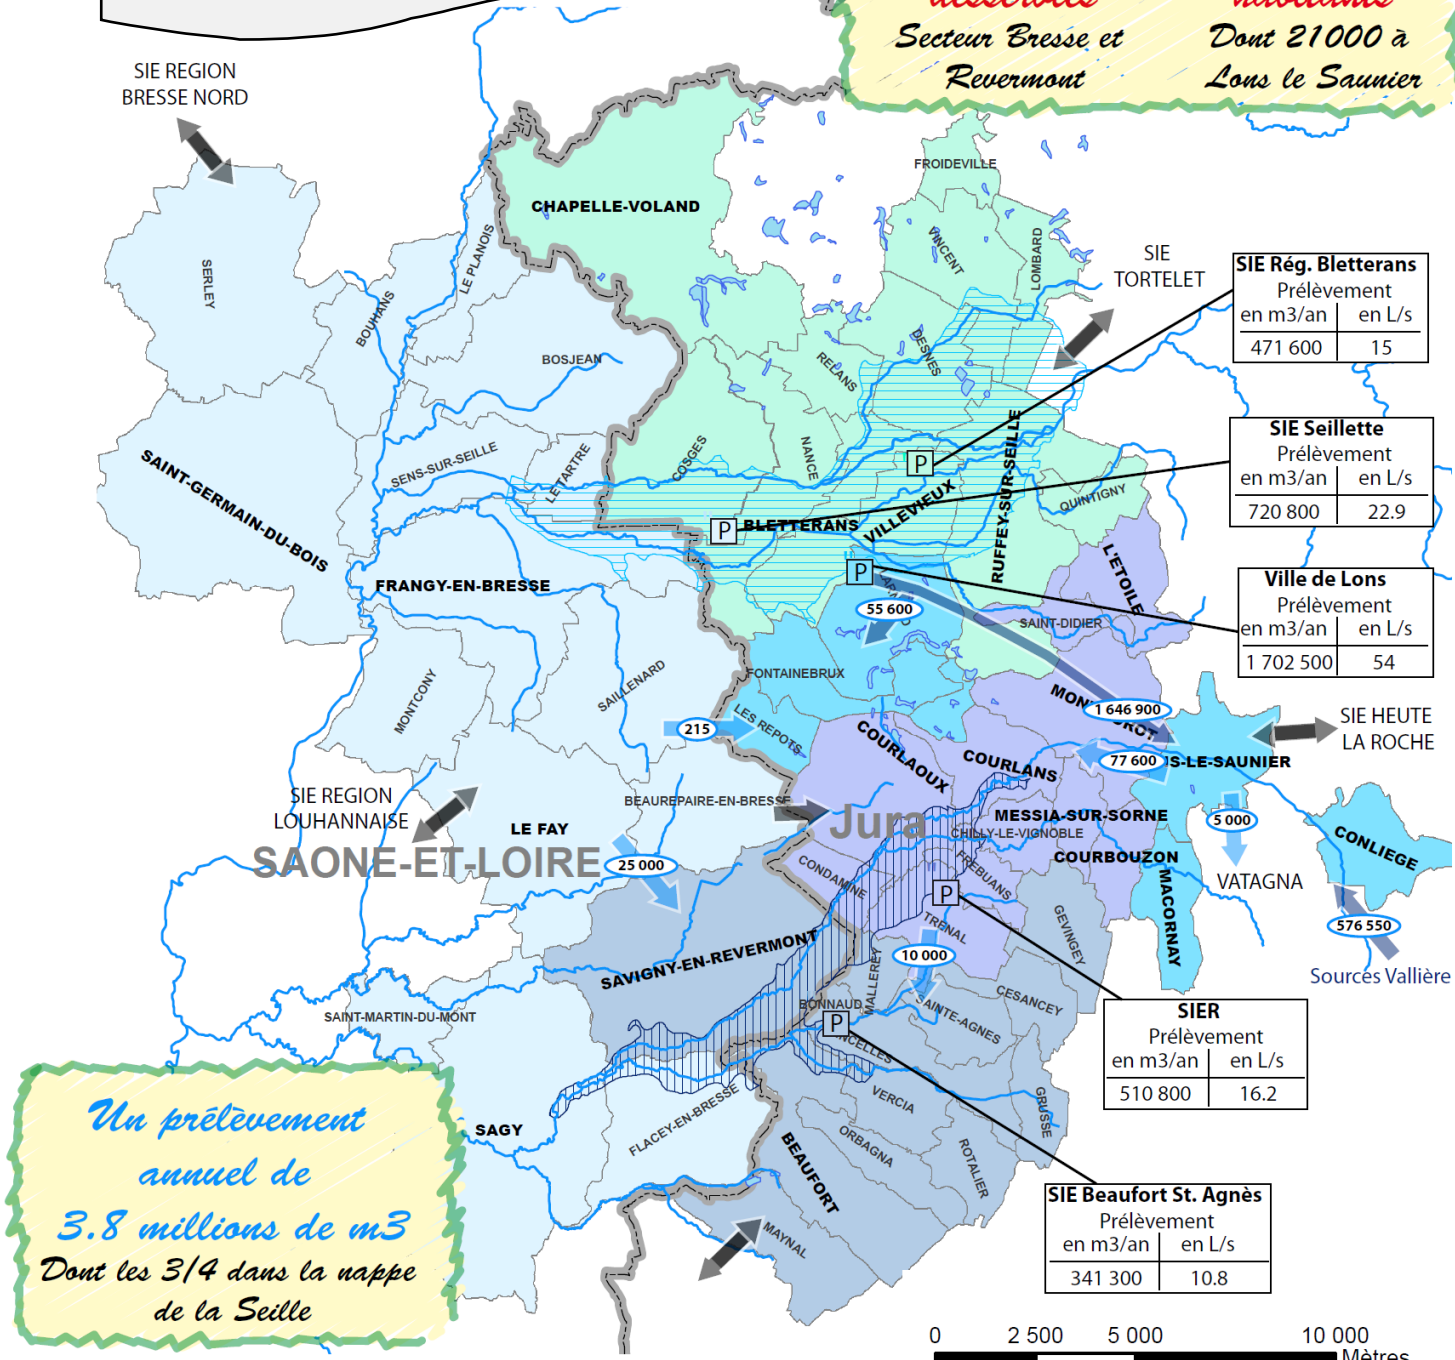 desservies
habitants
Secteur Bresse et
Revermont
Dont 21000 à
Lons le Saunier
SIE REGION
BRESSE NORD
FROIDEVILLE
CHAPELLE-VOLAND
VINCENT
LOMBARD
LE PLANOIS
SERLEY
BOUHANS
SIE
TORTELET
SIE Rég. Bletterans
Prélèvement
en m3/an en L/s
471 600 15
BOSJEAN
DESNES
RELANS
SIE Seillette
Prélèvement
en m3/an en L/s
720 800 22.9
COSGES
NANCE
SENS-SUR-SEILLE
LE TARTRE
SAINT-GERMAIN-DU-BOIS
P
RUFFEY-SUR-SEILLE
QUINTIGNY
P
BLETTERANS
VILLEVIEUX
L'ETOILE
FRANGY-EN-BRESSE
P
Ville de Lons
Prélèvement
en m3/an en L/s
1 702 500 54
55 600
SAINT-DIDIER
FONTAINEBRUX
MONTCONY
SAILLENARD
215
LES REPOTS
1 646 900
SIE HEUTE
LA ROCHE
COURLAOUX
COURLANS
77 600
S-LE-SAUNIER
SIE REGION
LOUHANNAISE
BEAUREPAIRE-EN-BRESSE
Jura
MESSIA-SUR-SORNE
CHILLY-LE-VIGNOBLE
5 000
CONLIEGE
LE FAY
SAONE-ET-LOIRE
25 000
CONDAMINE
FREBUANS
COURBOUZON
MACORNAY
VATAGNA
P
TRENAL
GEVINGEY
576 550
Sources Vallière
SAVIGNY-EN-REVERMONT
10 000
MALLEREY
CESANCEY
SAINTE-AGNES
SAINT-MARTIN-DU-MONT
BONNAUD
P
NCELLES
SIER
Prélèvement
en m3/an en L/s
510 800 16.2
VERCIA
GRUSSE
FLACEY-EN-BRESSE
SAGY
ORBAGNA
ROTALIER
BEAUFORT
MAYNAL
SIE Beaufort St. Agnès
Prélèvement
en m3/an en L/s
341 300 10.8
Un prélèvement
annuel de
3.8 millions de m3
Dont les 3/4 dans la nappe
de la Seille
0 2 500 5 000 10 000
Mètres